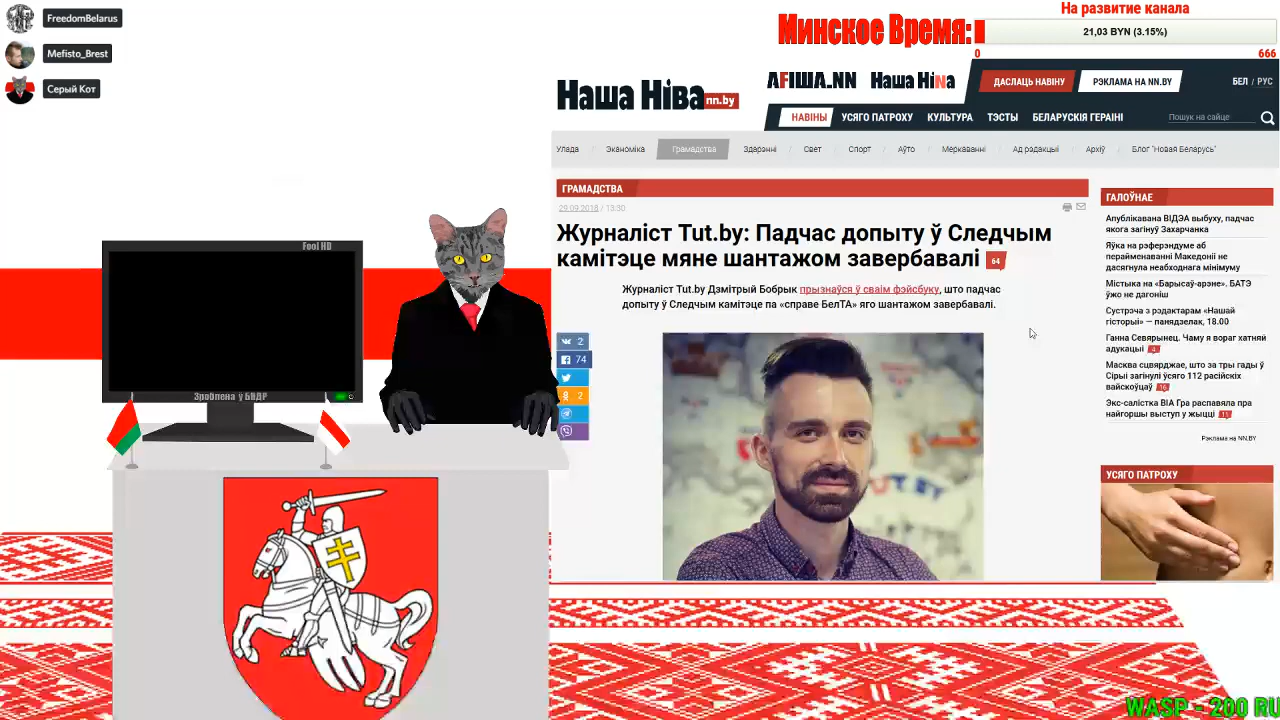 FreedomBelarus
Mefisto_Brest
Серый Кот
Fool HD
Зроблена ў БНДР
На развитие канала
Минское Время:
21,03 BYN (3.15%)
0
666
Наша Ніва nn.by
AFIША.NN
Наша НіNа
ДАСЛАЦЬ НАВІНУ
РЭКЛАМА НА NN.BY
БЕЛ / РУС
НАВІНЫ
УСЯГО ПАТРОХУ
КУЛЬТУРА
ТЭСТЫ
БЕЛАРУСКІЯ ГЕРАІНІ
Пошук на сайце
Улада / Эканоміка
Грамадства
Здарэнні / Свет / Спорт / Аўто / Меркаванні / Ад рэдакцыі / Архіў / Блог "Новая Беларусь"
ГРАМАДСТВА
29.09.2018 / 13:30
Журналіст Tut.by: Падчас допыту ў Следчым
камітэце мяне шантажом завербавалі 64
Журналіст Tut.by Дзмітрый Бобрык прызнаўся ў сваім фэйсбуку, што падчас
допыту ў Следчым камітэце па «справе БелТА» яго шантажом завербавалі.
2
74
2
UT.BY
ГАЛОЎНАЕ
Апублікавана ВІДЭА выбуху, падчас
якога загінуў Захарчанка
Яўка на рэферэндуме аб
перайменаванні Македоніі не
дасягнула неабходнага мінімуму
Містыка на «Барысаў-арэне». БАТЭ
ўжо не дагоніш
Сустрэча з рэдактарам «Нашай
гісторыі» — панядзелак, 18.00
Ганна Севярынец. Чаму я вораг хатняй
адукацыі 4
Масква сцвярджае, што за тры гады ў
Сірыі загінулі ўсяго 112 расійскіх
вайскоўцаў 16
Экс-салістка ВІА Гра распавяла пра
найгоршы выступ у жыцці 11
Рэклама на NN.BY
УСЯГО ПАТРОХУ
WASP - 200 RU